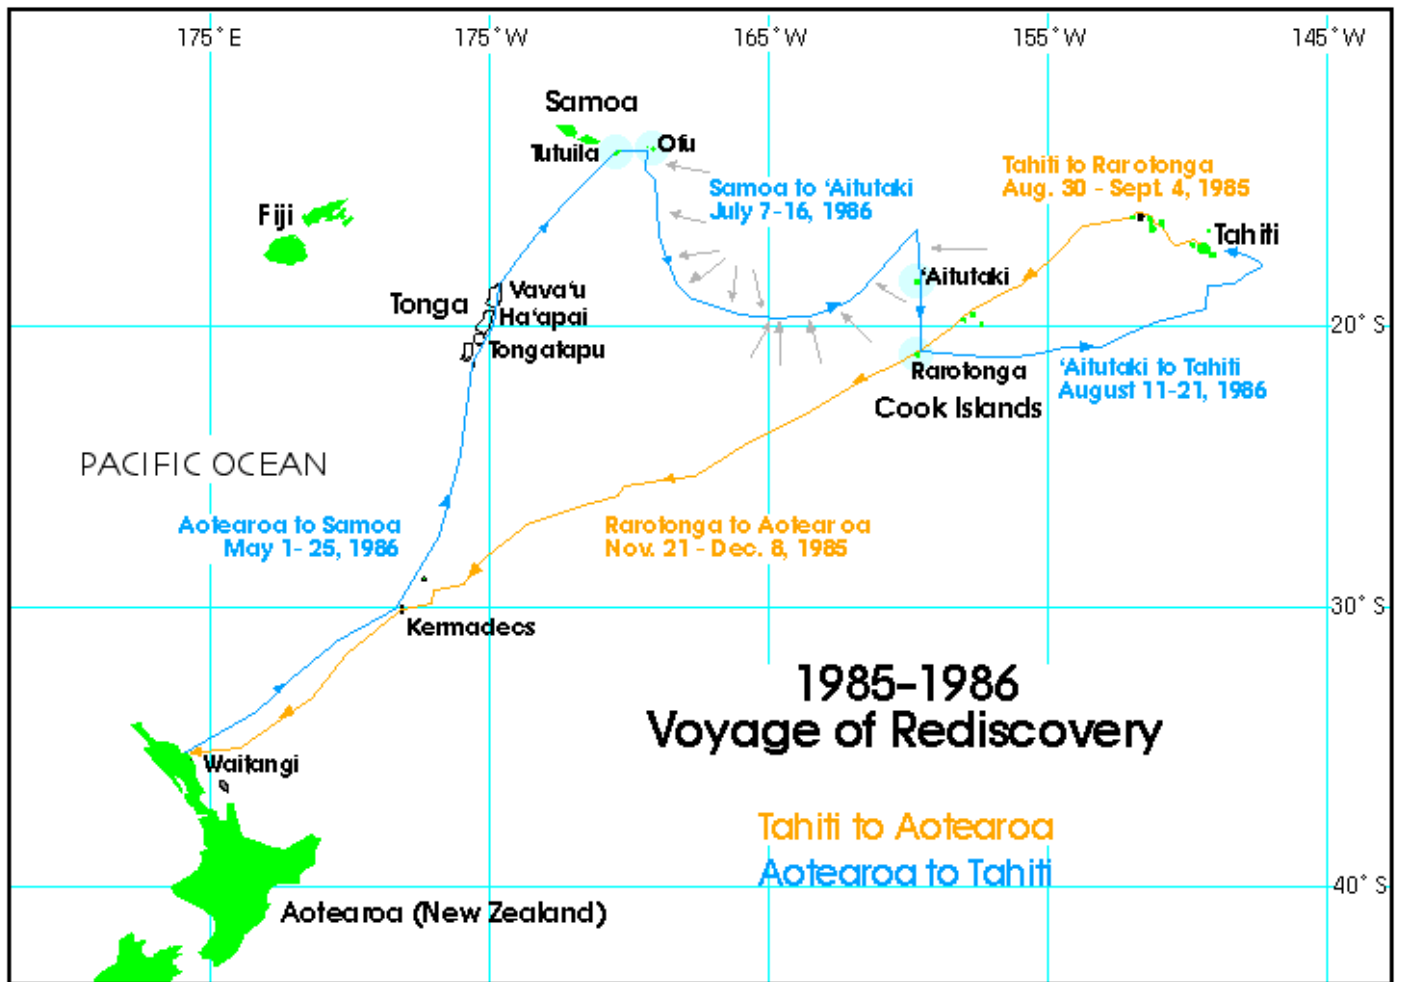 175° E
175° W
165° W
155° W
145° W
Samoa
Tutuila
Ofu
Tahiti to Rarotonga
Aug. 30 - Sept. 4, 1985
Samoa to ‘Aitutaki
July 7-16, 1986
Fiji
Tahiti
‘Aitutaki
Vava‘u
Tonga
Ha‘apai
20° S
Tongatapu
Rarotonga
‘Aitutaki to Tahiti
August 11-21, 1986
Cook Islands
PACIFIC OCEAN
Aotearoa to Samoa
May 1- 25, 1986
Rarotonga to Aotearoa
Nov. 21 - Dec. 8, 1985
30° S
Kermadecs
1985-1986
Voyage of Rediscovery
Waitangi
Tahiti to Aotearoa
Aotearoa to Tahiti
40° S
Aotearoa (New Zealand)